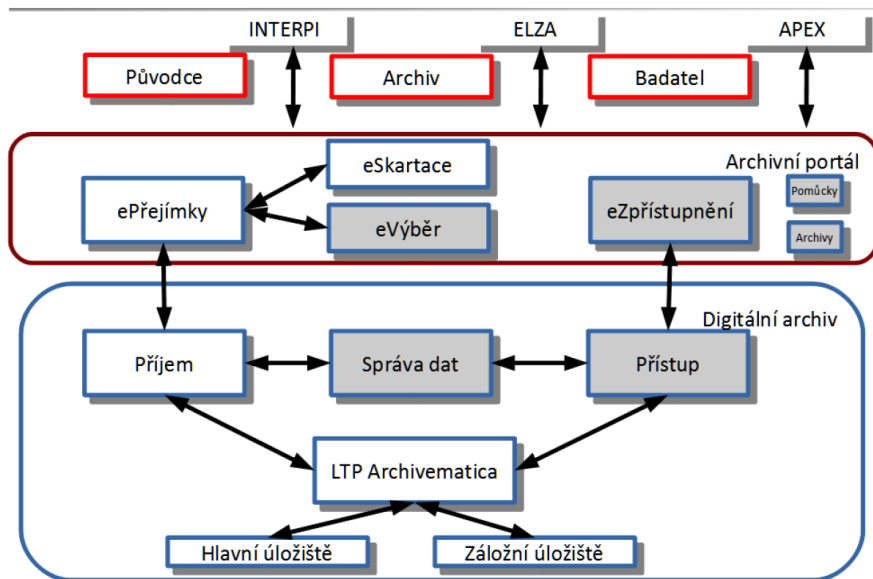 INTERPI
ELZA
APEX
Původce
Archiv
Badatel
eSkartace
Archivní portál
ePřejímky
eVýběr
eZpřístupnění
Pomůcky
Archivy
Digitální archiv
Příjem
Správa dat
Přístup
LTP Archivematica
Hlavní úložiště
Záložní úložiště